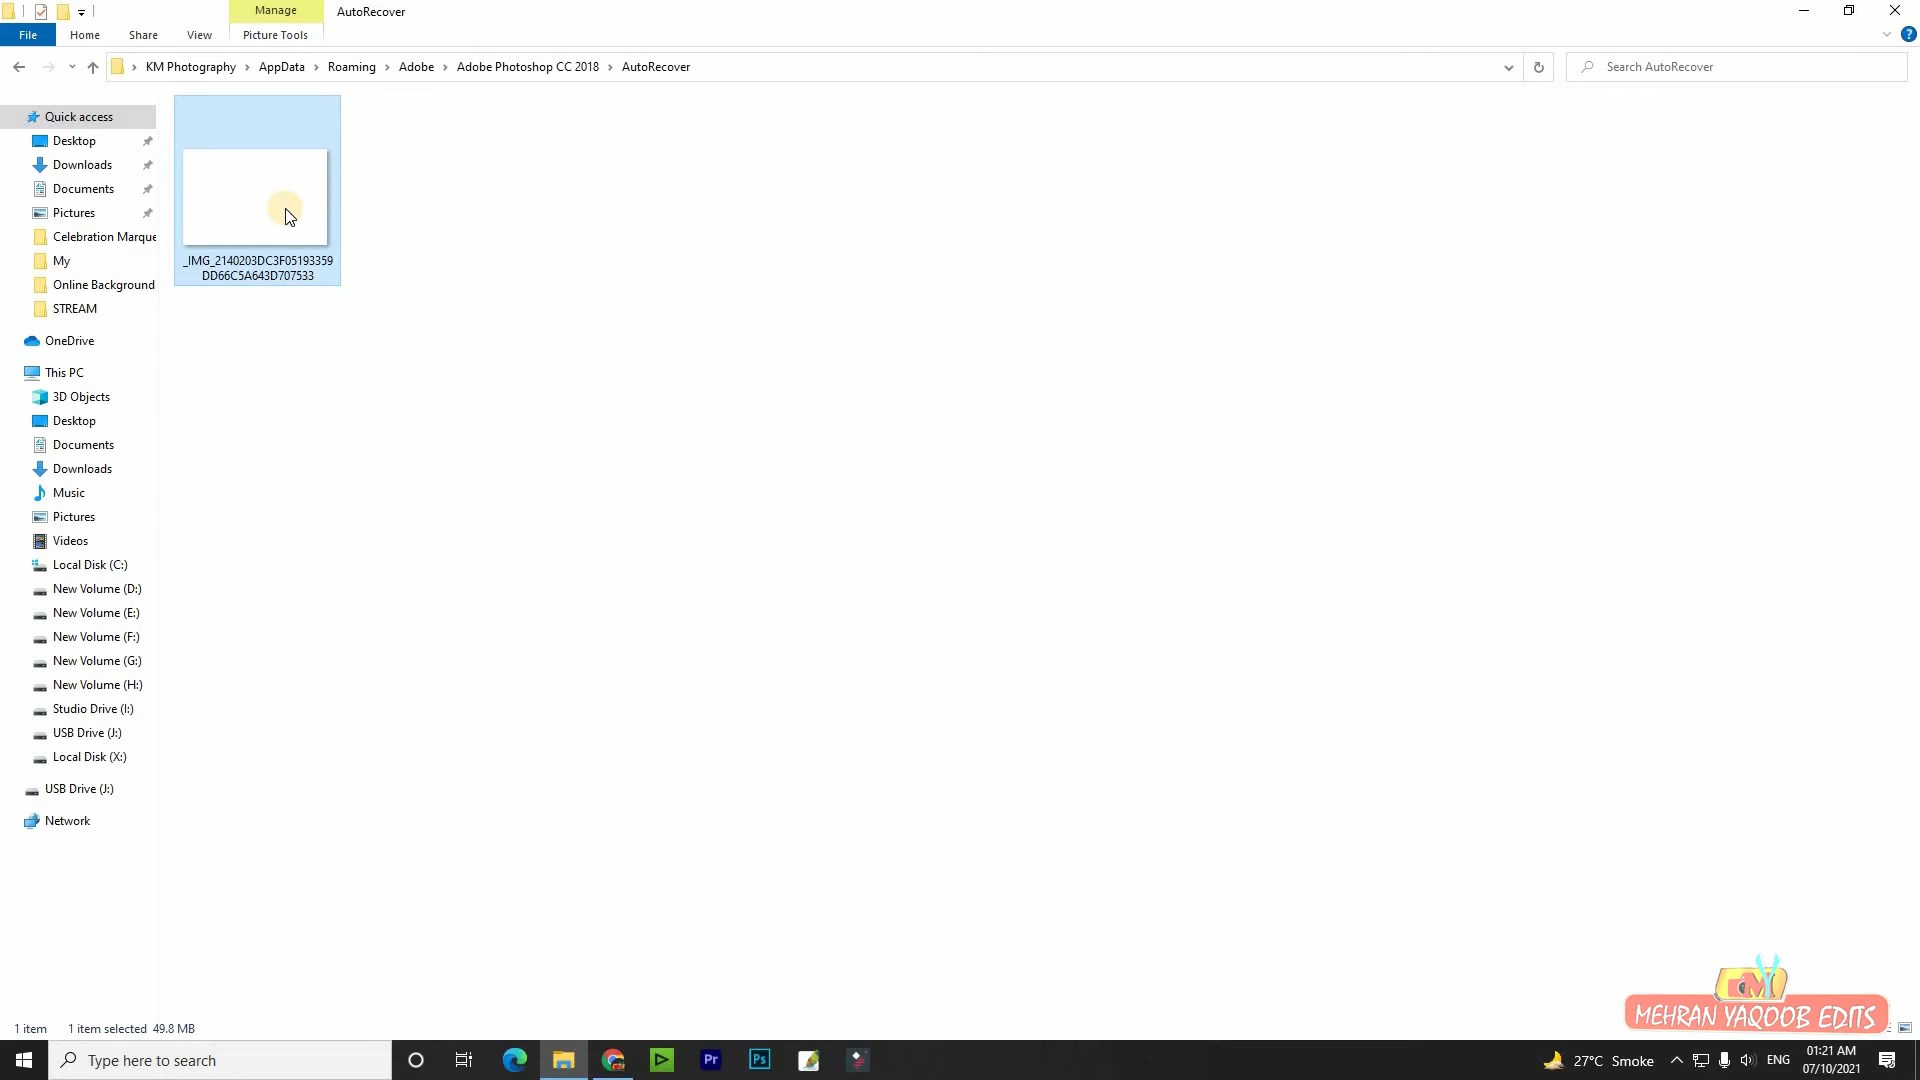 Manage
AutoRecover
File
Home
Share
View
Picture Tools
KM Photography
AppData
Roaming
Adobe
Adobe Photoshop CC 2018
AutoRecover
Search AutoRecover
Quick access
Desktop
Downloads
Documents
Pictures
Celebration Marque
My
Online Background
STREAM
OneDrive
This PC
3D Objects
Desktop
Documents
Downloads
Music
Pictures
Videos
Local Disk (C:)
New Volume (D:)
New Volume (E:)
New Volume (F:)
New Volume (G:)
New Volume (H:)
Studio Drive (I:)
USB Drive (J:)
Local Disk (X:)
USB Drive (J:)
Network
_IMG_2140203DC3F05193359
DD66C5A643D707533
1 item
1 item selected 49.8 MB
MY
MEHRAN YAQOOB EDITS
Type here to search
Pr
Ps
27°C Smoke
ENG
01:21 AM
07/10/2021